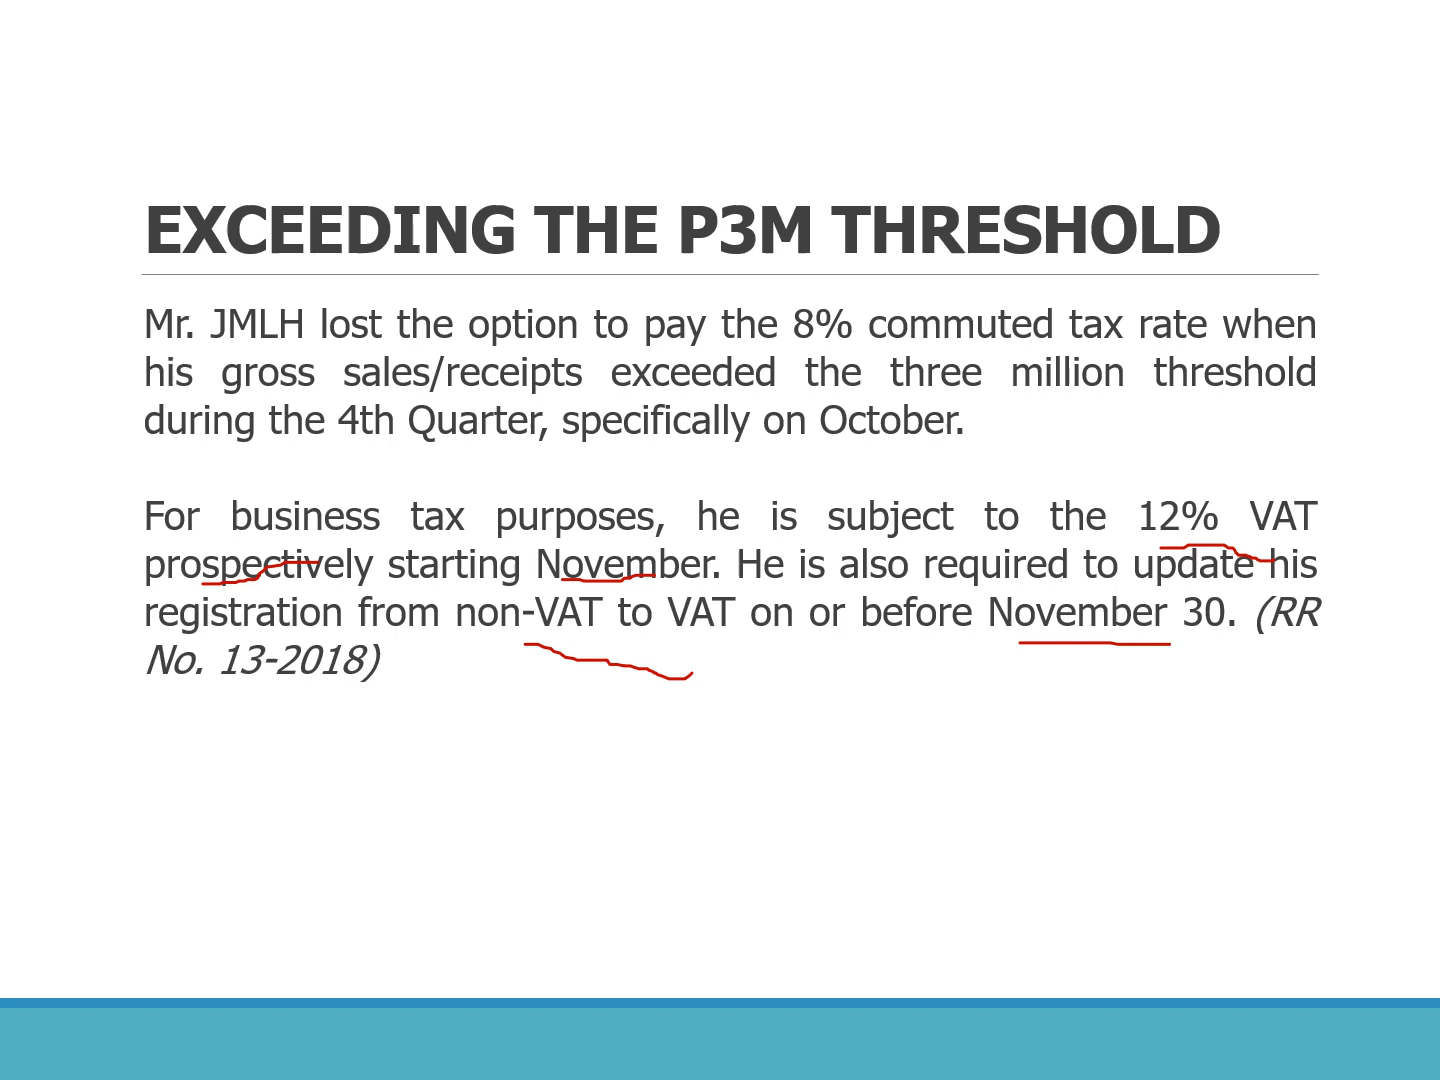 EXCEEDING THE P3M THRESHOLD
Mr. JMLH lost the option to pay the 8% commuted tax rate when
his gross sales/receipts exceeded the three million threshold
during the 4th Quarter, specifically on October.
For business tax purposes, he is subject to the 12% VAT
prospectively starting November. He is also required to update his
registration from non-VAT to VAT on or before November 30. (RR
No. 13-2018)